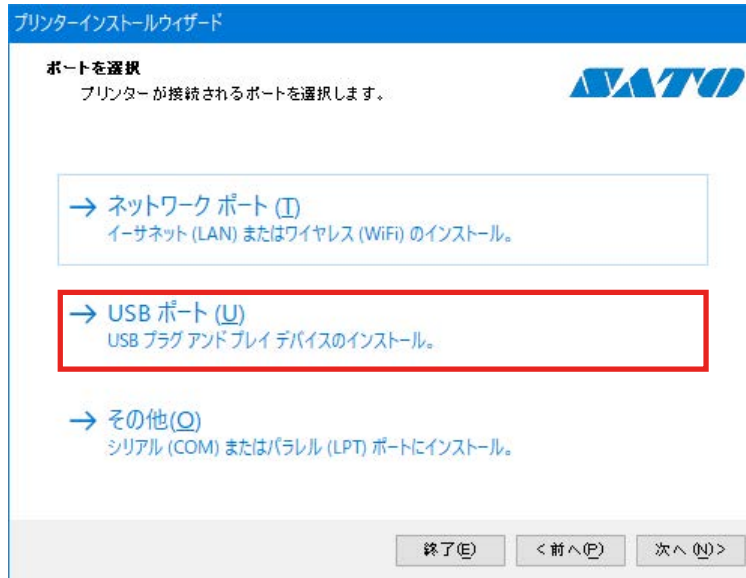 プリンターインストールウィザード
ポートを選択
プリンターが接続されるポートを選択します。
SATO
→ ネットワーク ポート (T)
イーサネット (LAN) またはワイヤレス (WiFi) のインストール。
→ USB ポート (U)
USB プラグ アンド プレイ デバイスのインストール。
→ その他(O)
シリアル (COM) またはパラレル (LPT) ポートにインストール。
終了(E) <前へ(P) 次へ (N)>